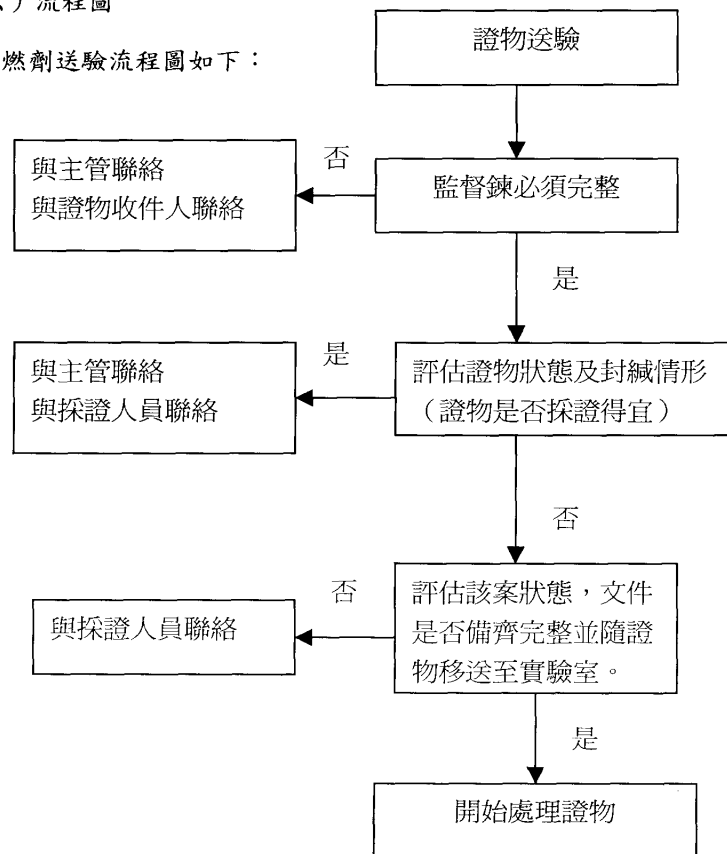 ）流程圖
燃劑送驗流程圖如下：
證物送驗
否
與主管聯絡
與證物收件人聯絡
監督鍊必須完整
是
是
與主管聯絡
與採證人員聯絡
評估證物狀態及封緘情形
（證物是否採證得宜）
否
否
與採證人員聯絡
評估該案狀態，文件
是否備齊完整並隨證
物移送至實驗室。
是
開始處理證物